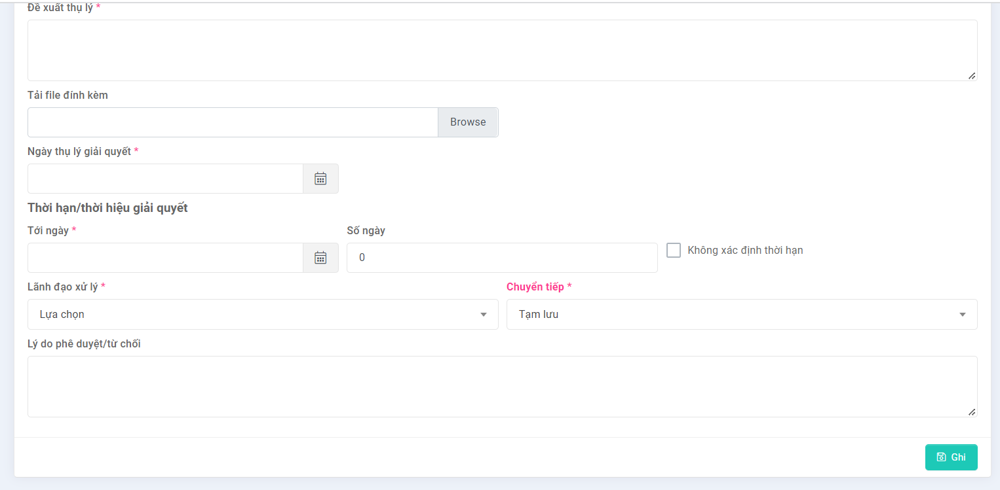 Đề xuất thụ lý *
Tải file đính kèm
Browse
Ngày thụ lý giải quyết *
Thời hạn/thời hiệu giải quyết
Tới ngày * Số ngày
0 Không xác định thời hạn
Lãnh đạo xử lý * Chuyển tiếp *
Lựa chọn Tạm lưu
Lý do phê duyệt/từ chối
Ghi